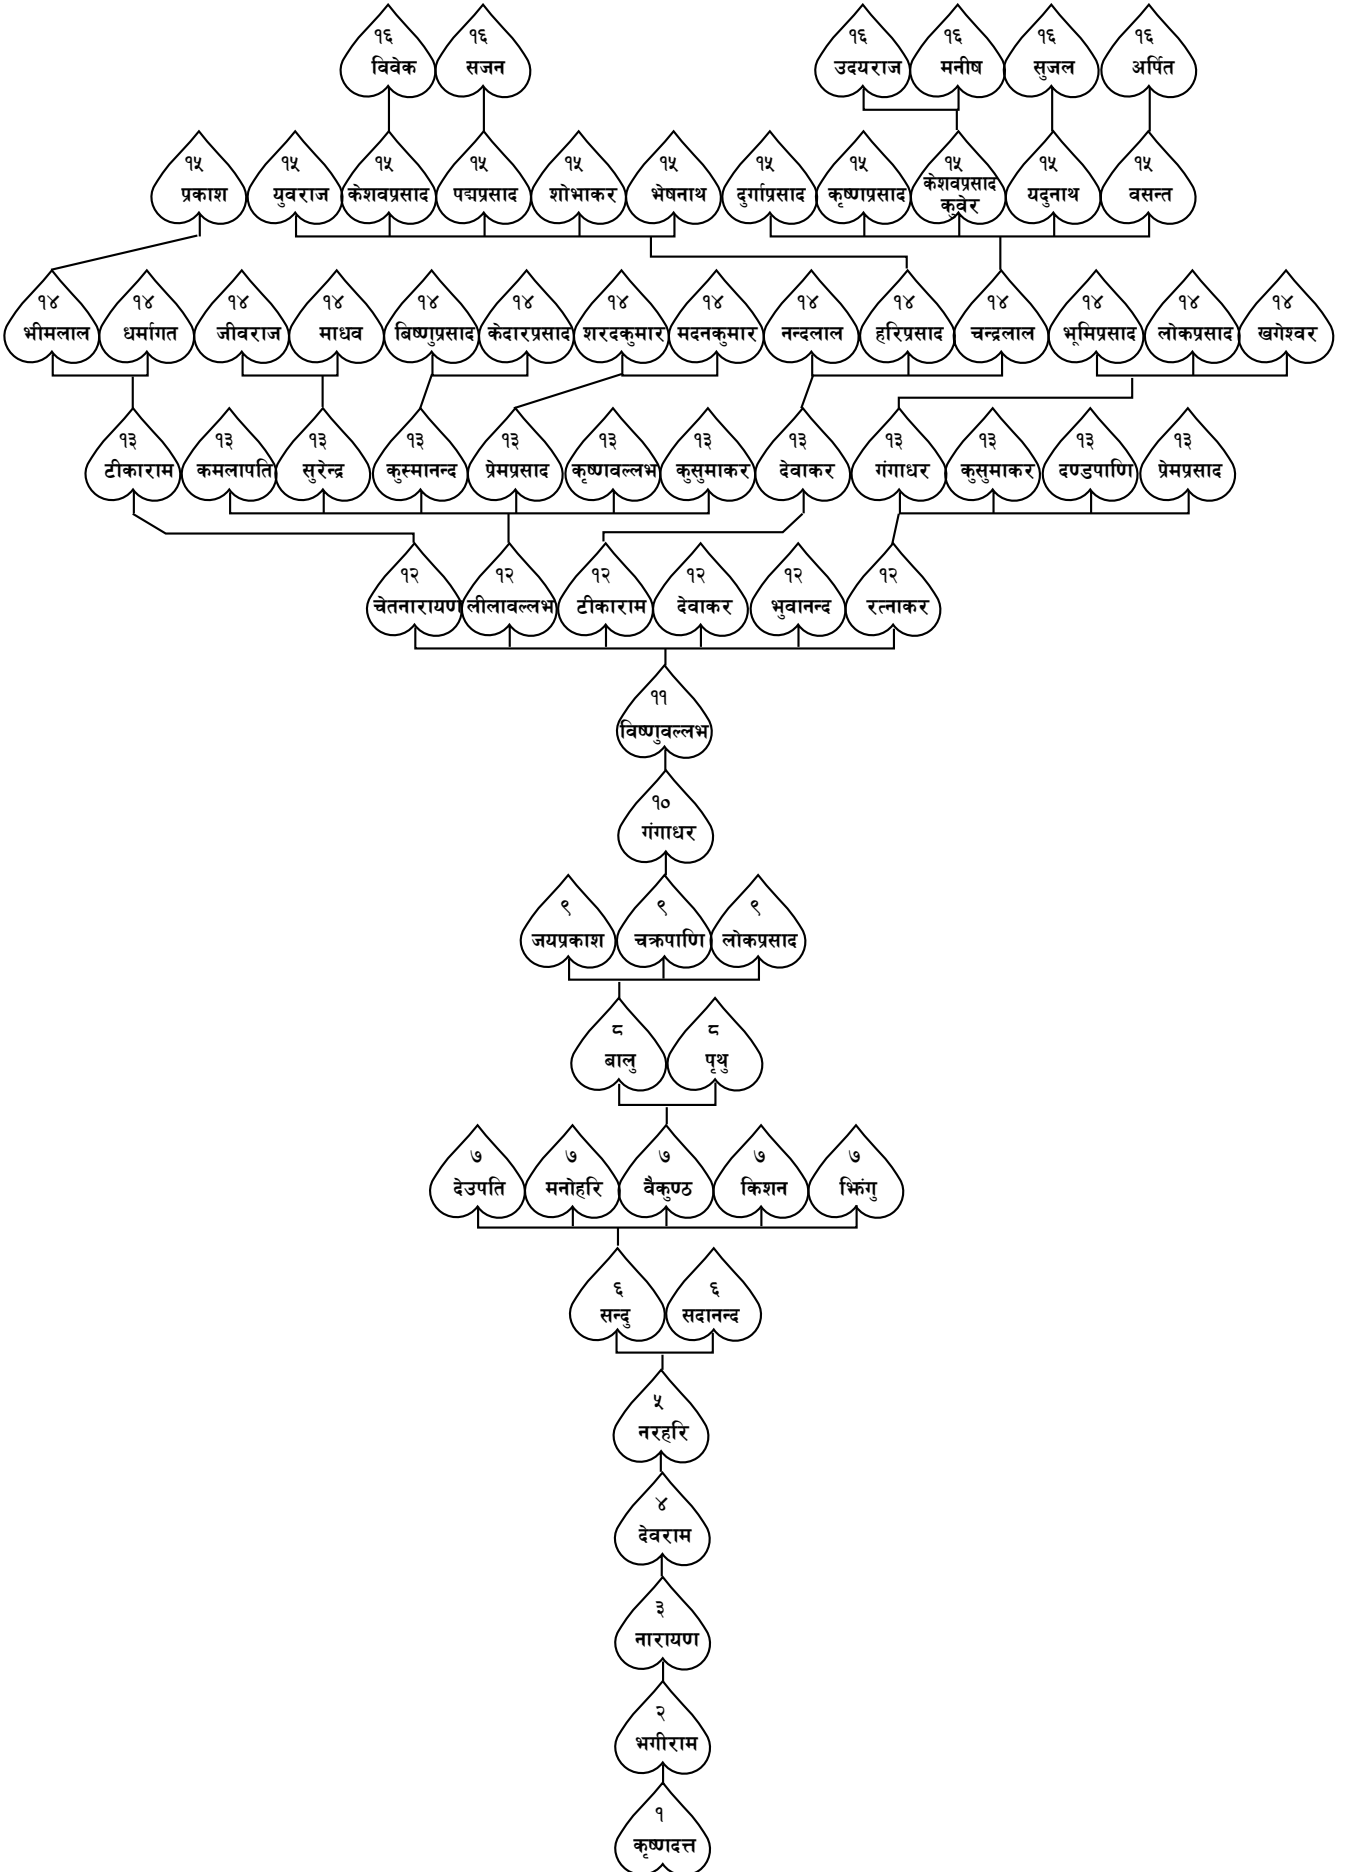 १६ १६ १६ १६ १६ १६
विवेक सजन उदयराज मनीष सुजल अर्पित
१५ १५ १५ १५ १५ १५ १५ १५ १५ १५ १५
प्रकाश युवराज केशवप्रसाद पद्मप्रसाद शोभाकर भेषनाथ दुर्गाप्रसाद कृष्णप्रसाद केशवप्रसाद यदुनाथ वसन्त
कुवेर
१४ १४ १४ १४ १४ १४ १४ १४ १४ १४ १४ १४ १४ १४
भीमलाल धर्मागत जीवराज माधव बिष्णुप्रसाद केदारप्रसाद शरदकुमार मदनकुमार नन्दलाल हरिप्रसाद चन्द्रलाल भूमिप्रसाद लोकप्रसाद खगेश्वर
१३ १३ १३ १३ १३ १३ १३ १३ १३ १३ १३ १३
टीकाराम कमलापति सुरेन्द्र कुस्मानन्द प्रेमप्रसाद कृष्णवल्लभ कुसुमाकर देवाकर गंगाधर कुसुमाकर दण्डपाणि प्रेमप्रसाद
१२ १२ १२ १२ १२ १२
चेतनारायण लीलावल्लभ टीकाराम देवाकर भुवानन्द रत्नाकर
११
विष्णुवल्लभ
१०
गंगाधर
९ ९ ९
जयप्रकाश चक्रपाणि लोकप्रसाद
८ ८
बालु पृथु
७ ७ ७ ७ ७
देउपति मनोहरि वैकुण्ठ किशन झिंगु
६ ६
सन्दु सदानन्द
५
नरहरि
४
देवराम
३
नारायण
२
भगीराम
१
कृष्णदत्त